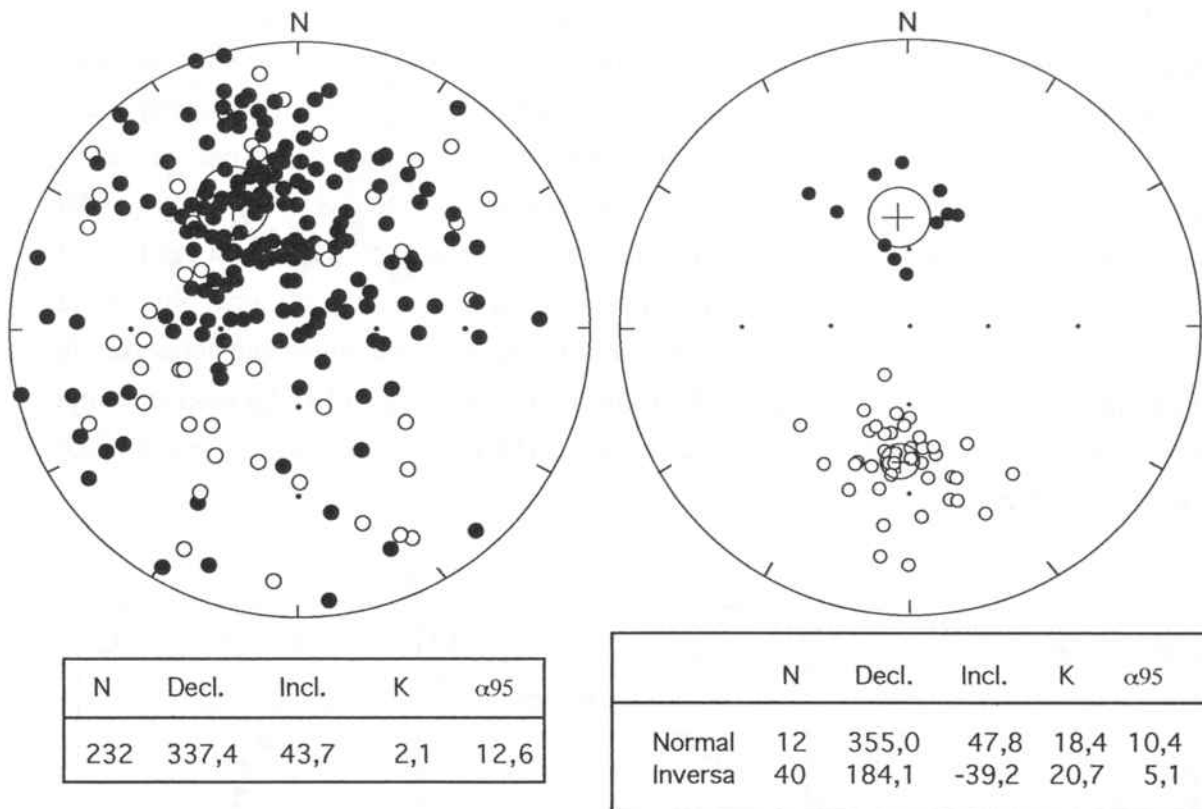 N
N
N Decl. Incl. K α95
232 337,4 43,7 2,1 12,6
N Decl. Incl. K α95
Normal 12 355,0 47,8 18,4 10,4
Inversa 40 184,1 -39,2 20,7 5,1